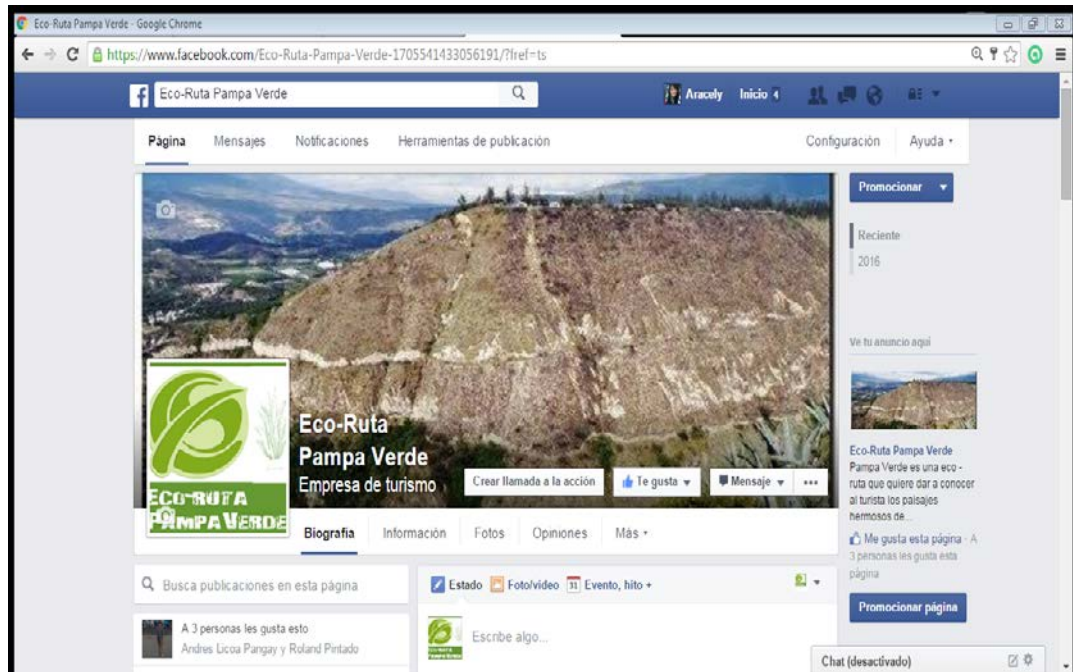 Eco-Ruta Pampa Verde - Google Chrome
https://www.facebook.com/Eco-Ruta-Pampa-Verde-1705541433056191/?fref=ts
Eco-Ruta Pampa Verde
Aracely Inicio 4
Página Mensajes Notificaciones Herramientas de publicación Configuración Ayuda
Promocionar
Reciente
2016
Eco-Ruta
Pampa Verde
Empresa de turismo
Crear llamada a la acción Te gusta Mensaje ...
ECO-RUTA
PAMPA VERDE
Biografía Información Fotos Opiniones Más
Ve tu anuncio aquí
Eco-Ruta Pampa Verde
Pampa Verde es una eco -
ruta que quiere dar a conocer
al turista los paisajes
hermosos de...
Me gusta esta página · A
3 personas les gusta esta
página
Promocionar página
Busca publicaciones en esta página
A 3 personas les gusta esto
Andres Licoa Pangay y Roland Pintado
Estado Foto/video 31 Evento, hito +
Escribe algo...
Chat (desactivado)